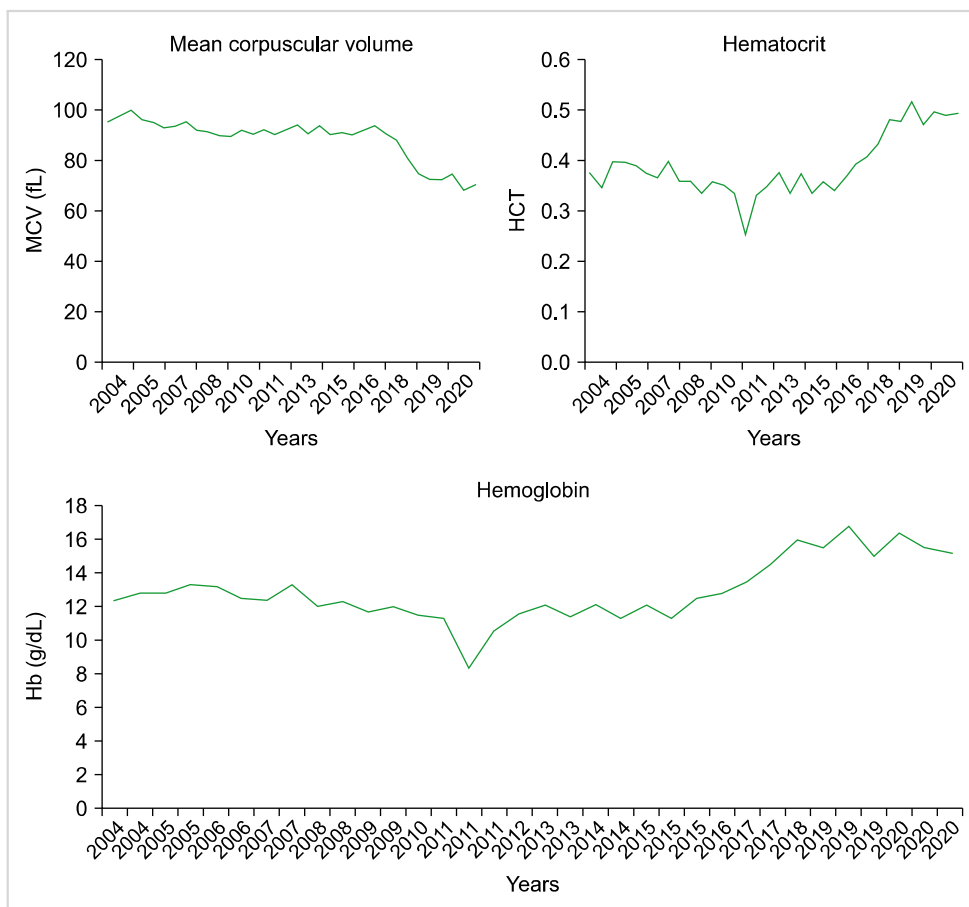 Mean corpuscular volume
120
100
80
60
40
20
0
MCV (fL)
2004 2005 2007 2008 2010 2011 2013 2015 2016 2018 2019 2020
Years
Hematocrit
0.6
0.5
0.4
0.3
0.2
0.1
0.0
HCT
2004 2005 2007 2008 2010 2011 2013 2015 2016 2018 2019 2020
Years
Hemoglobin
18
16
14
12
10
8
6
4
2
0
Hb (g/dL)
2004 2004 2005 2005 2006 2006 2007 2007 2008 2008 2009 2009 2010 2011 2011 2011 2012 2013 2013 2014 2014 2015 2015 2016 2017 2017 2018 2019 2019 2019 2020 2020 2020
Years